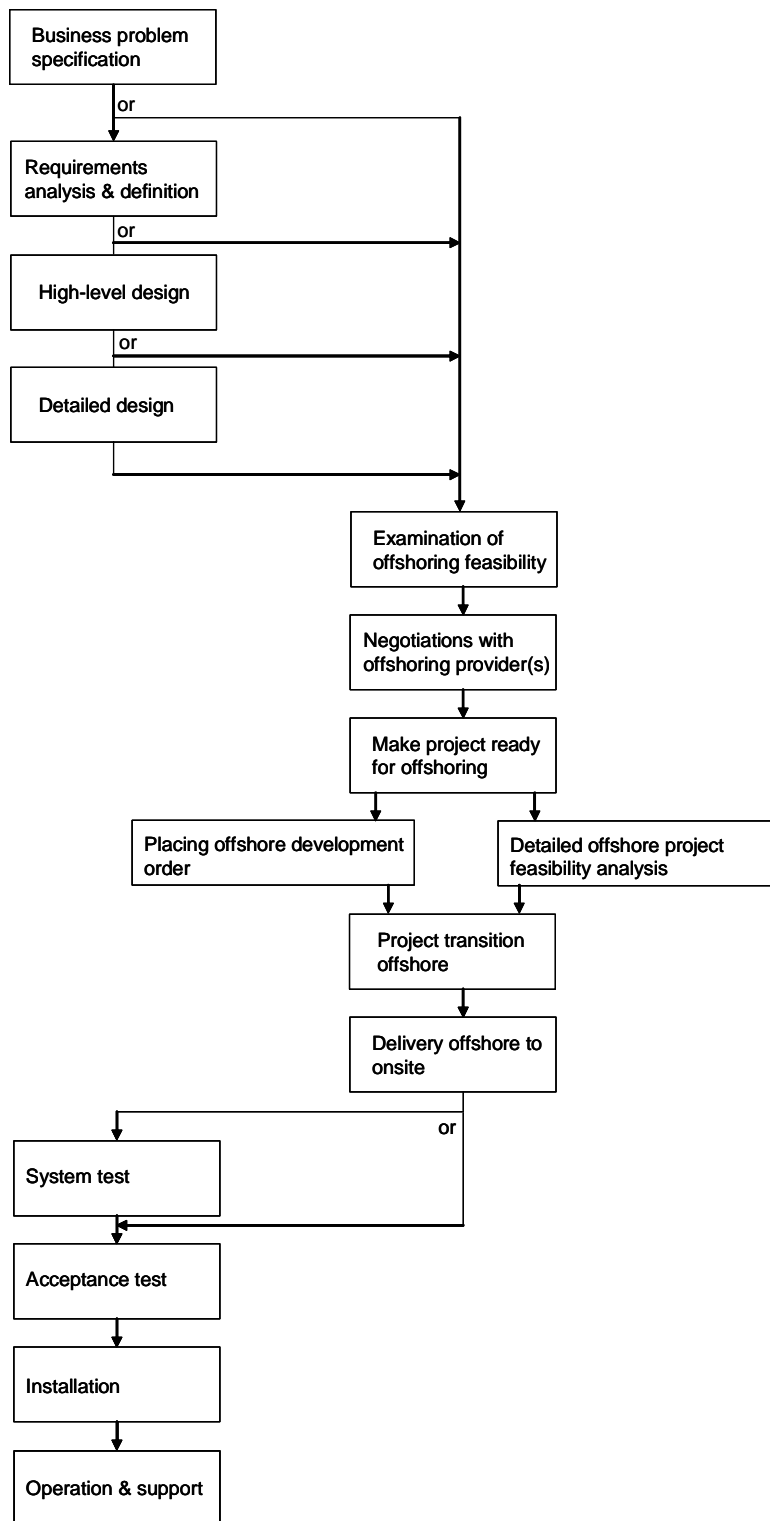 Business problem
specification
or
Requirements
analysis & definition
or
High-level design
or
Detailed design
Examination of
offshoring feasibility
Negotiations with
offshoring provider(s)
Make project ready
for offshoring
Placing offshore development
order
Detailed offshore project
feasibility analysis
Project transition
offshore
Delivery offshore to
onsite
or
System test
Acceptance test
Installation
Operation & support